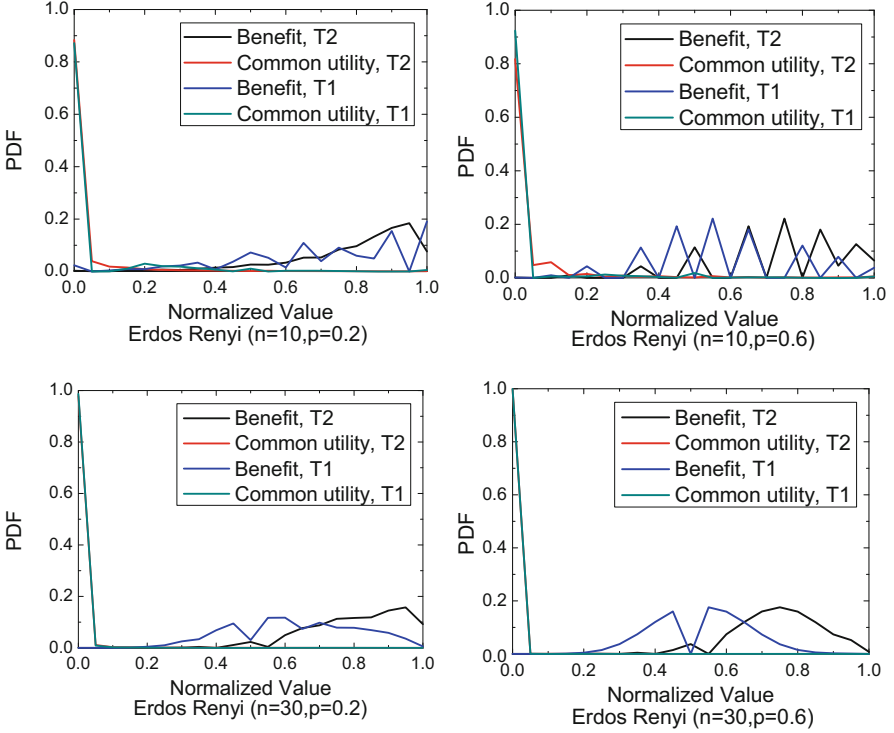 1.0
0.8
0.6
0.4
0.2
0.0
PDF
Benefit, T2
Common utility, T2
Benefit, T1
Common utility, T1
0.0 0.2 0.4 0.6 0.8 1.0
Normalized Value
Erdos Renyi (n=10,p=0.2)
1.0
0.8
0.6
0.4
0.2
0.0
PDF
Benefit, T2
Common utility, T2
Benefit, T1
Common utility, T1
0.0 0.2 0.4 0.6 0.8 1.0
Normalized Value
Erdos Renyi (n=10,p=0.6)
1.0
0.8
0.6
0.4
0.2
0.0
PDF
Benefit, T2
Common utility, T2
Benefit, T1
Common utility, T1
0.0 0.2 0.4 0.6 0.8 1.0
Normalized Value
Erdos Renyi (n=30,p=0.2)
1.0
0.8
0.6
0.4
0.2
0.0
PDF
Benefit, T2
Common utility, T2
Benefit, T1
Common utility, T1
0.0 0.2 0.4 0.6 0.8 1.0
Normalized Value
Erdos Renyi (n=30,p=0.6)